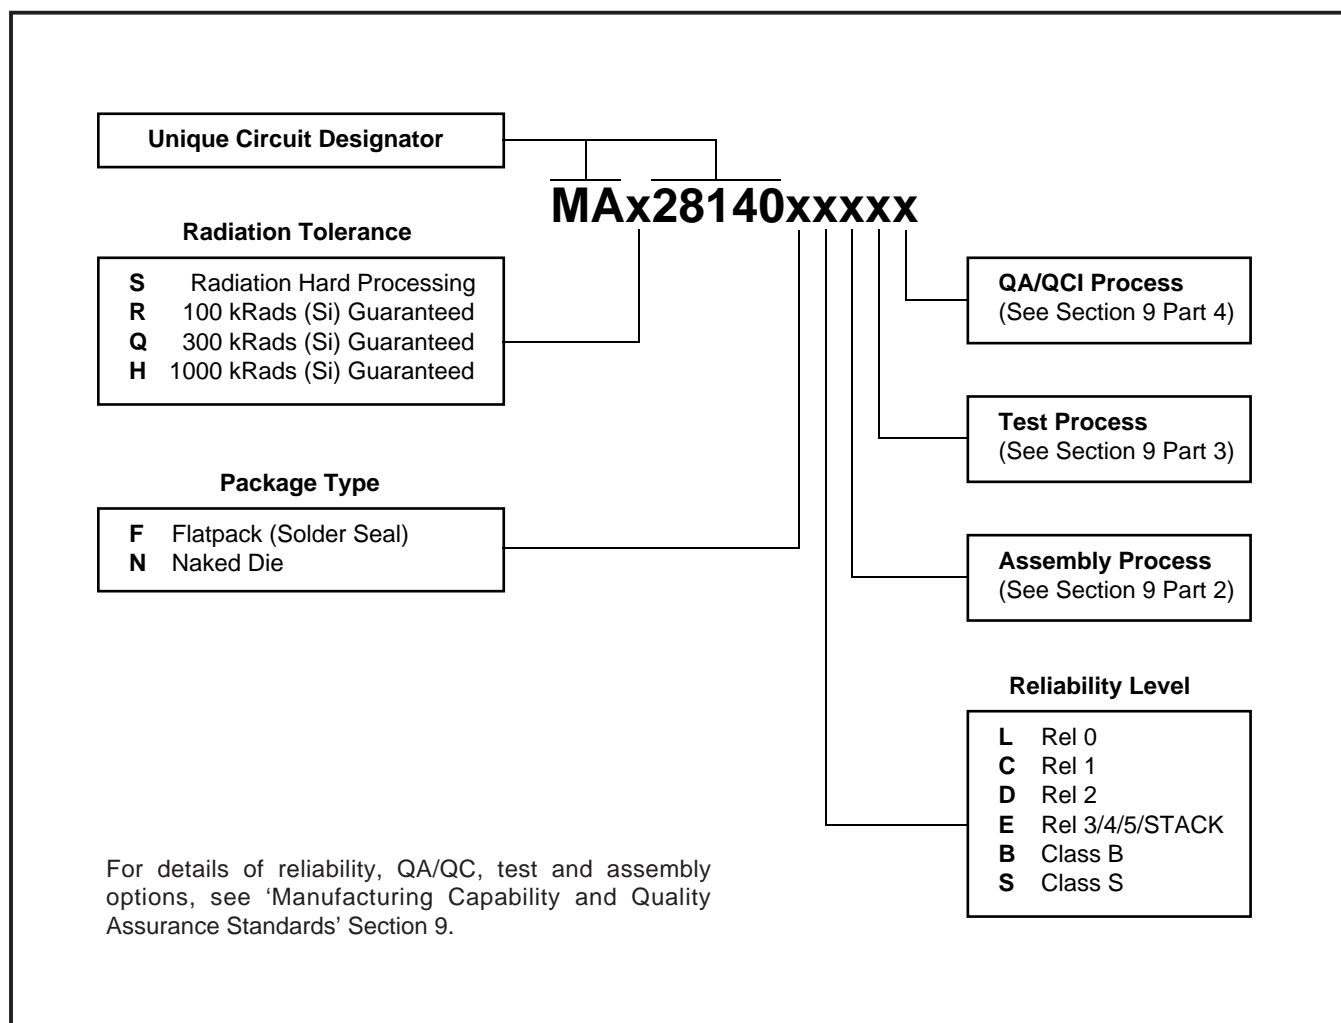 Unique Circuit Designator
MAx28140xxxxx
Radiation Tolerance
S Radiation Hard Processing
R 100 kRads (Si) Guaranteed
Q 300 kRads (Si) Guaranteed
H 1000 kRads (Si) Guaranteed
Package Type
F Flatpack (Solder Seal)
N Naked Die
QA/QCI Process
(See Section 9 Part 4)
Test Process
(See Section 9 Part 3)
Assembly Process
(See Section 9 Part 2)
Reliability Level
L Rel 0
C Rel 1
D Rel 2
E Rel 3/4/5/STACK
B Class B
S Class S
For details of reliability, QA/QC, test and assembly
options, see ‘Manufacturing Capability and Quality
Assurance Standards’ Section 9.